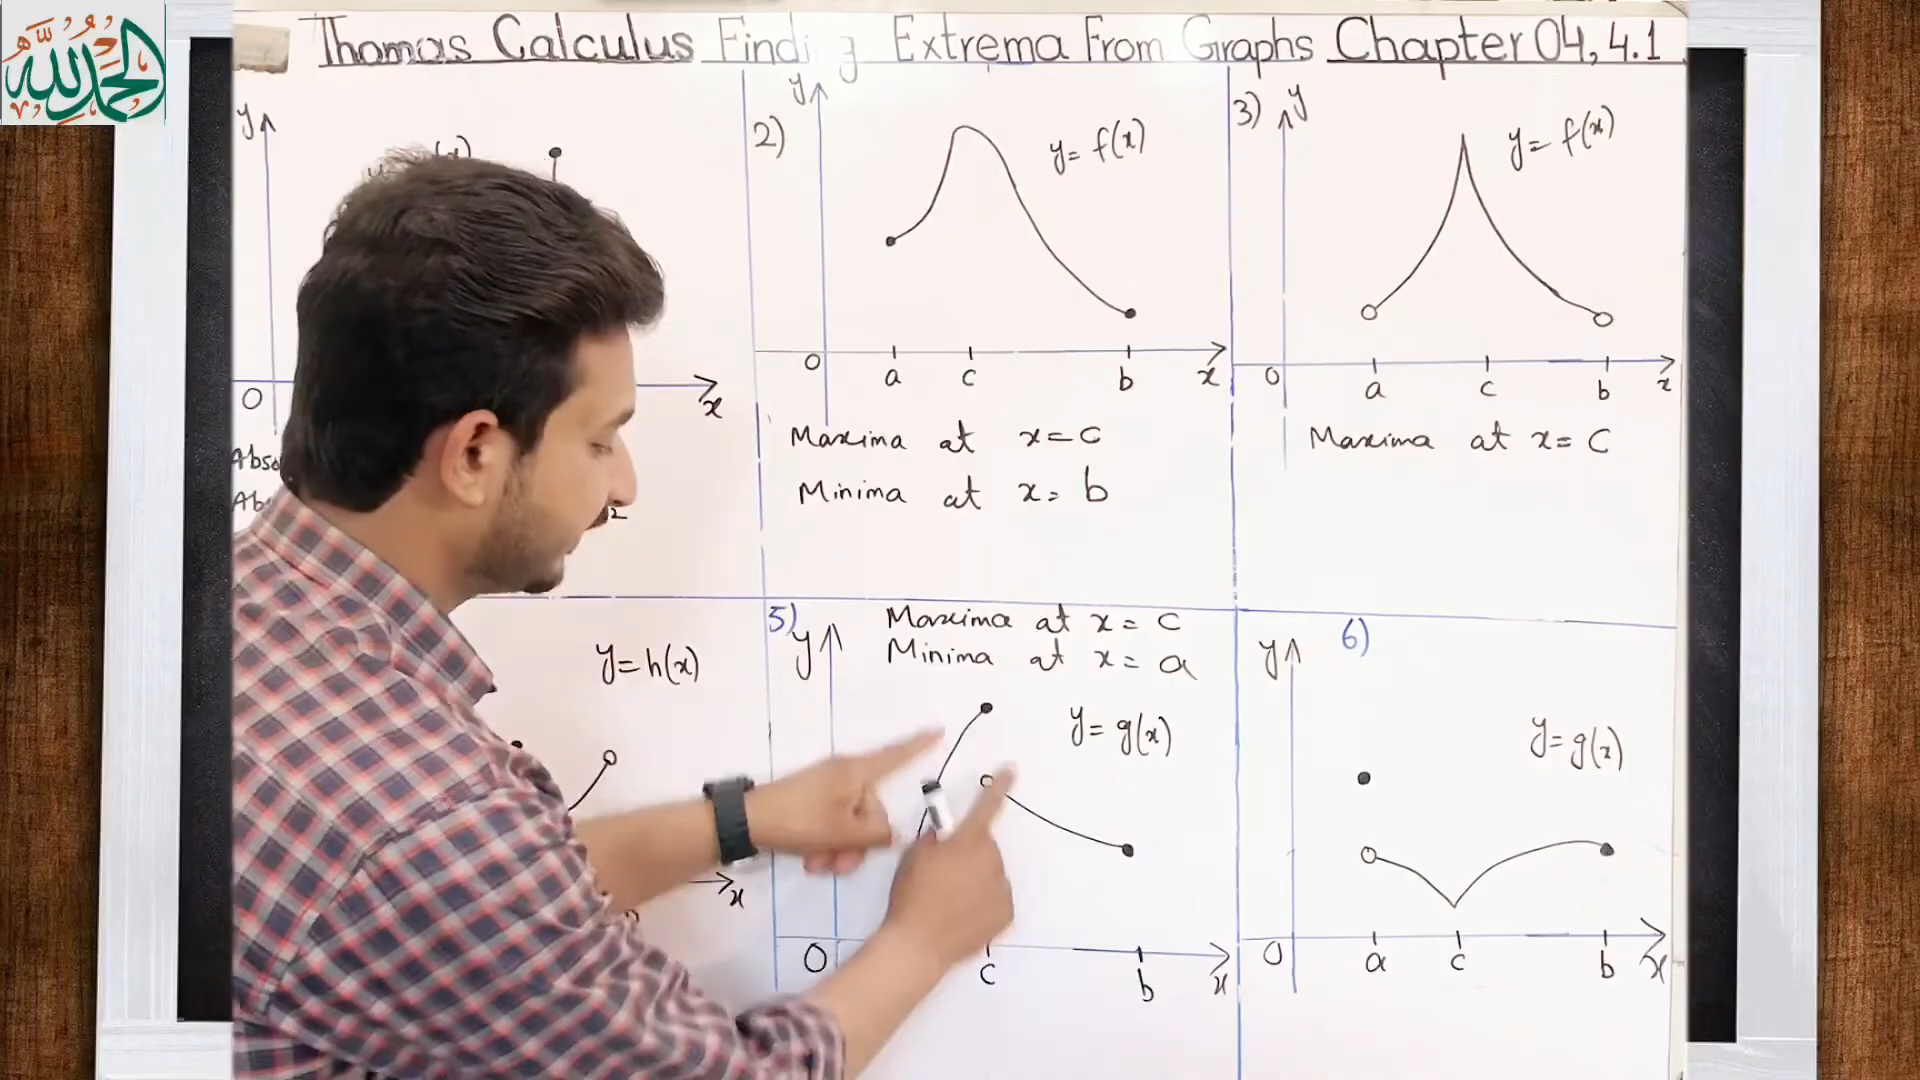 الحمد لله
Thomas Calculus Finding Extrema From Graphs Chapter 04, 4.1
y
0
x
2)
y
y = f(x)
0
a
c
b
x
Maxima at x = c
Minima at x = b
3)
y
y = f(x)
0
a
c
b
x
Maxima at x = c
y = h(x)
x
5)
Maxima at x = c
Minima at x = a
y
y = g(x)
0
c
b
x
6)
y
y = g(x)
0
a
c
b
x